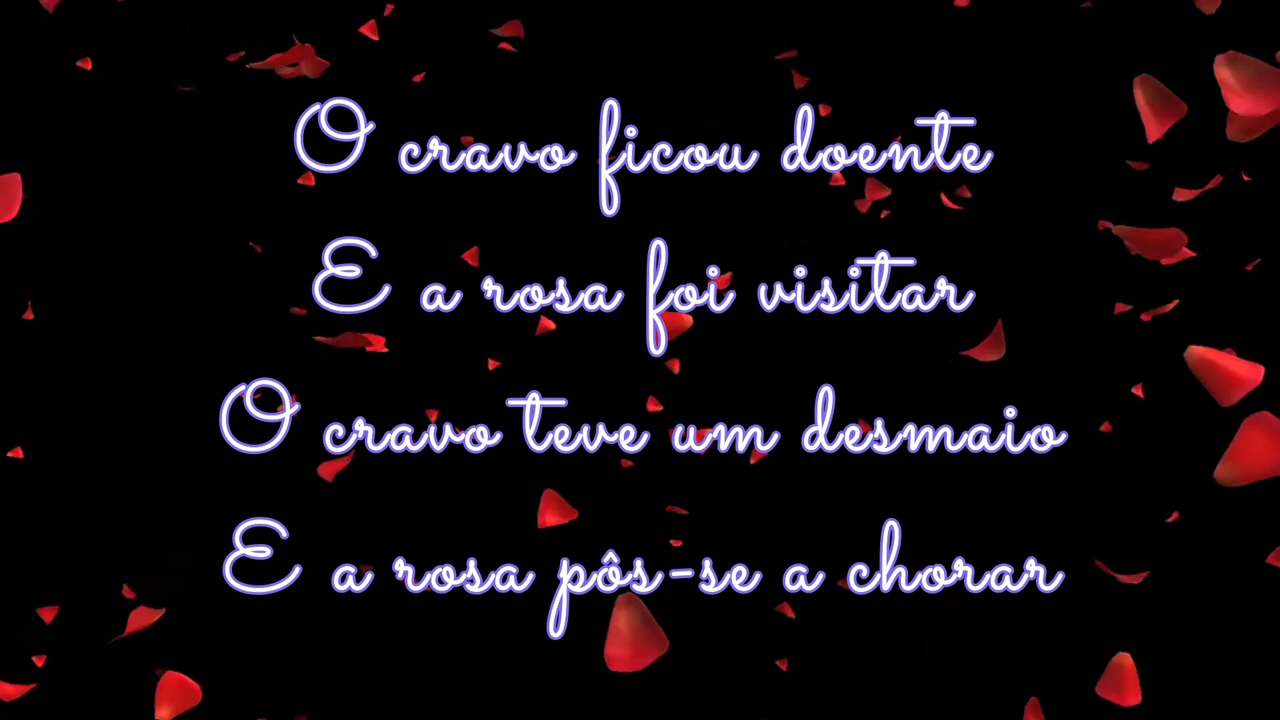 O cravo ficou doente
E a rosa foi visitar
O cravo teve um desmaio
E a rosa pôs-se a chorar